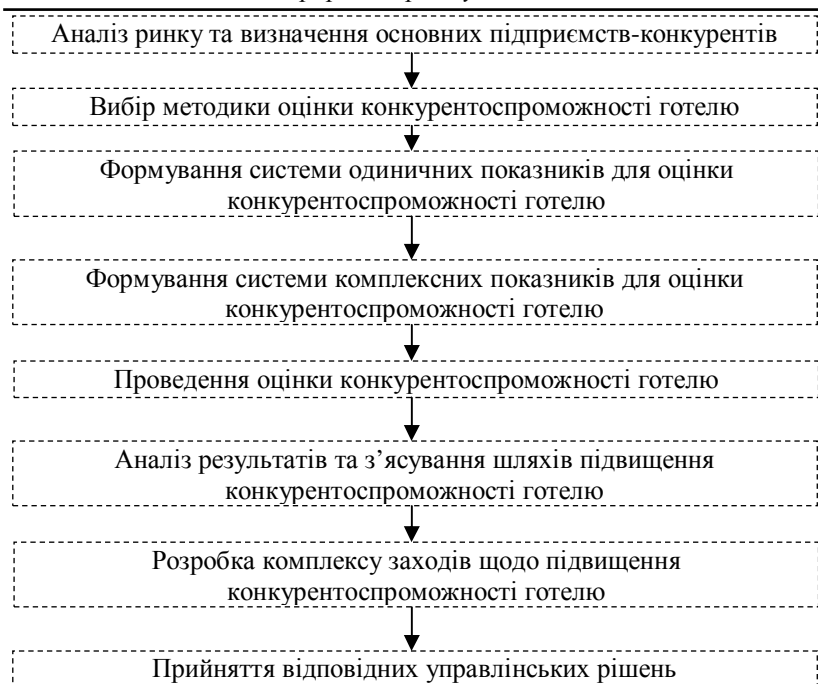 Аналіз ринку та визначення основних підприємств-конкурентів
Вибір методики оцінки конкурентоспроможності готелю
Формування системи одиничних показників для оцінки
конкурентоспроможності готелю
Формування системи комплексних показників для оцінки
конкурентоспроможності готелю
Проведення оцінки конкурентоспроможності готелю
Аналіз результатів та з’ясування шляхів підвищення
конкурентоспроможності готелю
Розробка комплексу заходів щодо підвищення
конкурентоспроможності готелю
Прийняття відповідних управлінських рішень